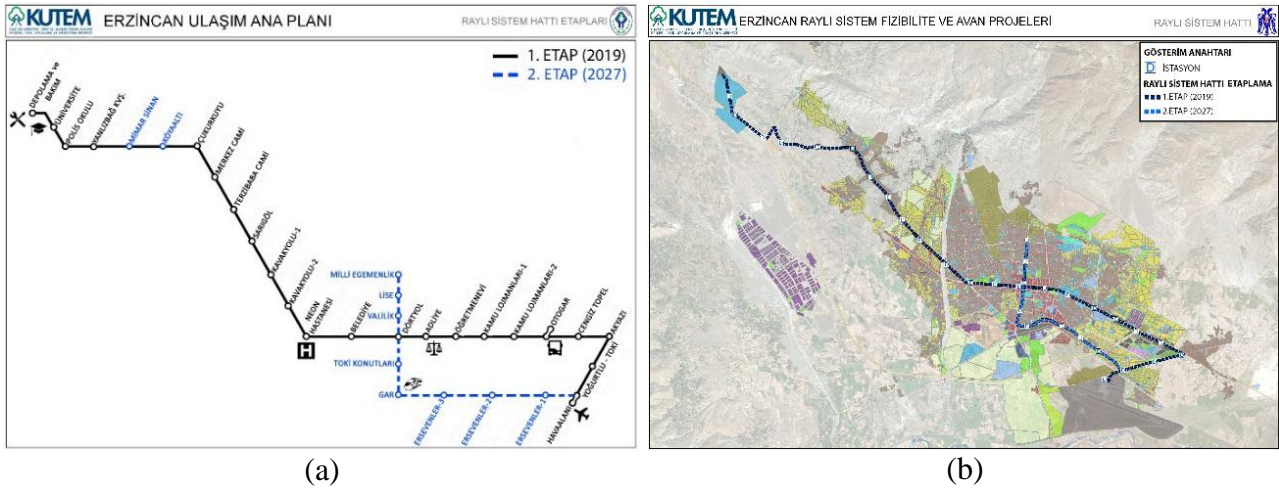 KUTEM
ERZİNCAN ULAŞIM ANA PLANI
RAYLI SİSTEM HATTI ETAPLARI
1. ETAP (2019)
2. ETAP (2027)
DEPOLAMA ve
BAKIM
ÜNİVERSİTE
POLİS OKULU
YANLIZBAĞ KVŞ.
MİMAR SİNAN
KÖYAALTI
ÇUKURKUYU
MERKEZ CAMİ
TERZİBABA CAMİ
SARIGÖL
KAVAKYOLU-1
KAVAKYOLU-2
NEON
HASTANESİ
H
BELEDİYE
MİLLİ EGEMENLİK
LİSE
VALİLİK
DÖRTYOL
ADLİYE
ÖĞRETMENEVİ
KAMU LOJMANLARI-1
KAMU LOJMANLARI-2
OTOGAR
CENGİZ TOPEL
AKYAZI
TOKİ KONUTLARI
GAR
ERSEVENLER-3
ERSEVENLER-2
ERSEVENLER-1
YOĞURTLU - TOKİ
HAVAALANI
(a)
KUTEM
ERZİNCAN RAYLI SİSTEM FİZİBİLİTE VE AVAN PROJELERİ
RAYLI SİSTEM HATTI
GÖSTERİM ANAHTARI
İSTASYON
RAYLI SİSTEM HATTI ETAPLAMA
1.ETAP (2019)
2.ETAP (2027)
(b)